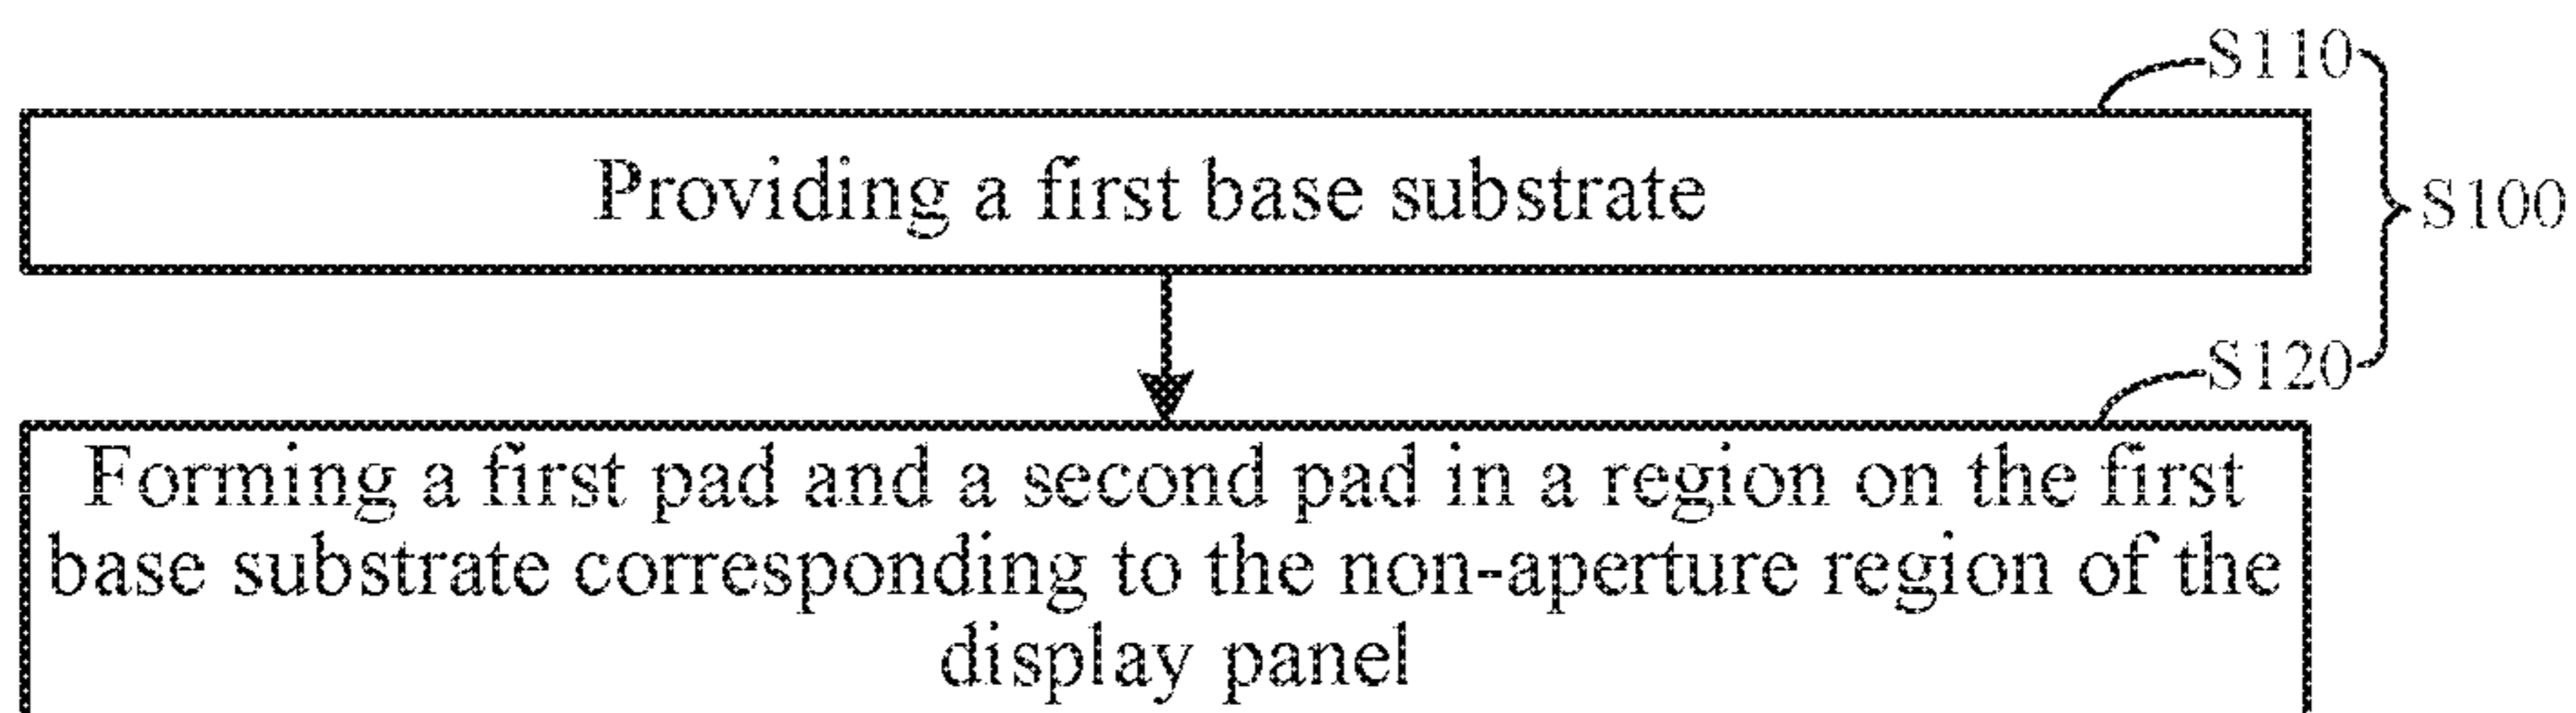 S110
Providing a first base substrate
S100
S120
Forming a first pad and a second pad in a region on the first
base substrate corresponding to the non-aperture region of the
display panel